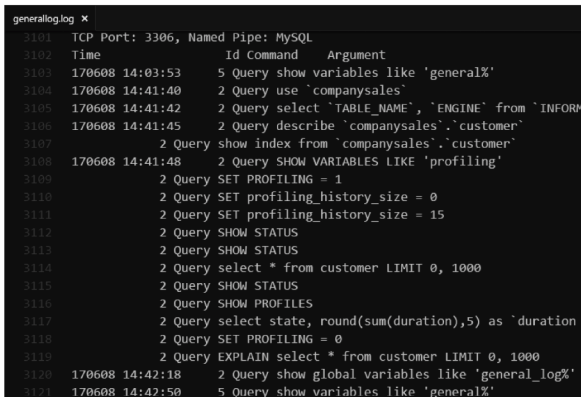 generallog.log ×
3101 TCP Port: 3306, Named Pipe: MySQL
3102 Time Id Command Argument
3103 170608 14:03:53 5 Query show variables like 'general%'
3104 170608 14:41:40 2 Query use `companysales`
3105 170608 14:41:42 2 Query select `TABLE_NAME`, `ENGINE` from `INFORM
3106 170608 14:41:45 2 Query describe `companysales`.`customer`
3107 2 Query show index from `companysales`.`customer`
3108 170608 14:41:48 2 Query SHOW VARIABLES LIKE 'profiling'
3109 2 Query SET PROFILING = 1
3110 2 Query SET profiling_history_size = 0
3111 2 Query SET profiling_history_size = 15
3112 2 Query SHOW STATUS
3113 2 Query SHOW STATUS
3114 2 Query select * from customer LIMIT 0, 1000
3115 2 Query SHOW STATUS
3116 2 Query SHOW PROFILES
3117 2 Query select state, round(sum(duration),5) as `duration
3118 2 Query SET PROFILING = 0
3119 2 Query EXPLAIN select * from customer LIMIT 0, 1000
3120 170608 14:42:18 2 Query show global variables like 'general_log%'
3121 170608 14:42:50 5 Query show variables like 'general%'